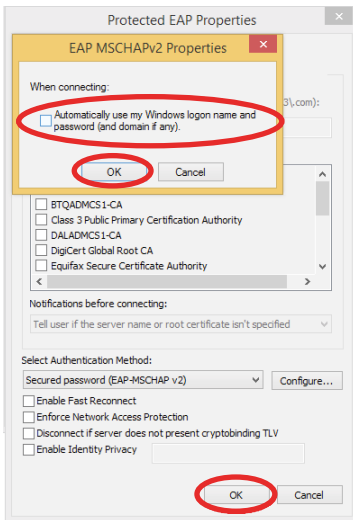 Protected EAP Properties
EAP MSCHAPv2 Properties
When connecting:
Automatically use my Windows logon name and
password (and domain if any).
OK
Cancel
3\.com):
BTQADMCS1-CA
Class 3 Public Primary Certification Authority
DALADMCS1-CA
DigiCert Global Root CA
Equifax Secure Certificate Authority
Notifications before connecting:
Tell user if the server name or root certificate isn't specified
Select Authentication Method:
Secured password (EAP-MSCHAP v2)
Configure...
Enable Fast Reconnect
Enforce Network Access Protection
Disconnect if server does not present cryptobinding TLV
Enable Identity Privacy
OK
Cancel